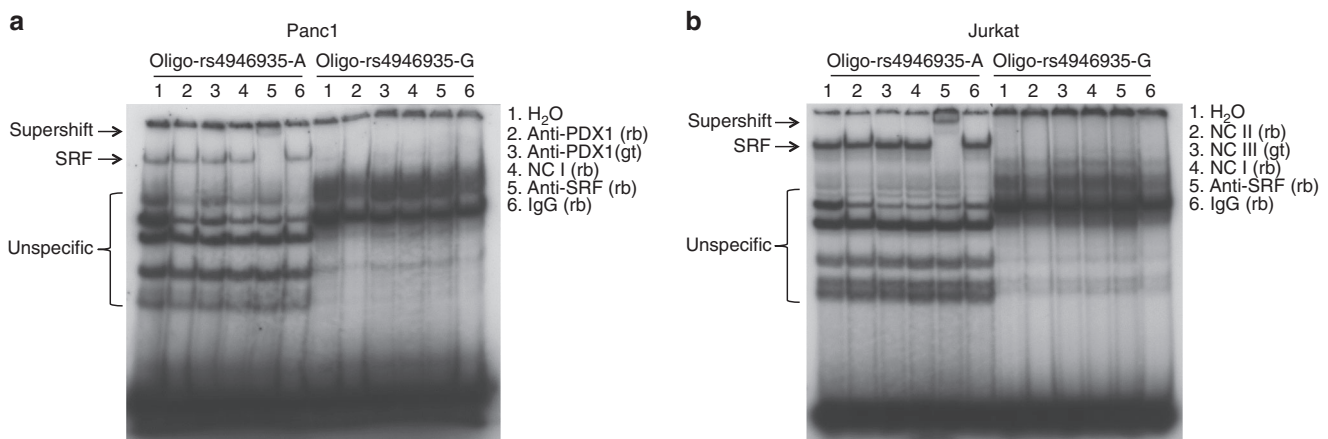 a
Panc1
Oligo-rs4946935-A Oligo-rs4946935-G
1 2 3 4 5 6 1 2 3 4 5 6
Supershift
SRF
Unspecific
1. H₂O
2. Anti-PDX1 (rb)
3. Anti-PDX1(gt)
4. NC I (rb)
5. Anti-SRF (rb)
6. IgG (rb)
b
Jurkat
Oligo-rs4946935-A Oligo-rs4946935-G
1 2 3 4 5 6 1 2 3 4 5 6
Supershift
SRF
Unspecific
1. H₂O
2. NC II (rb)
3. NC III (gt)
4. NC I (rb)
5. Anti-SRF (rb)
6. IgG (rb)